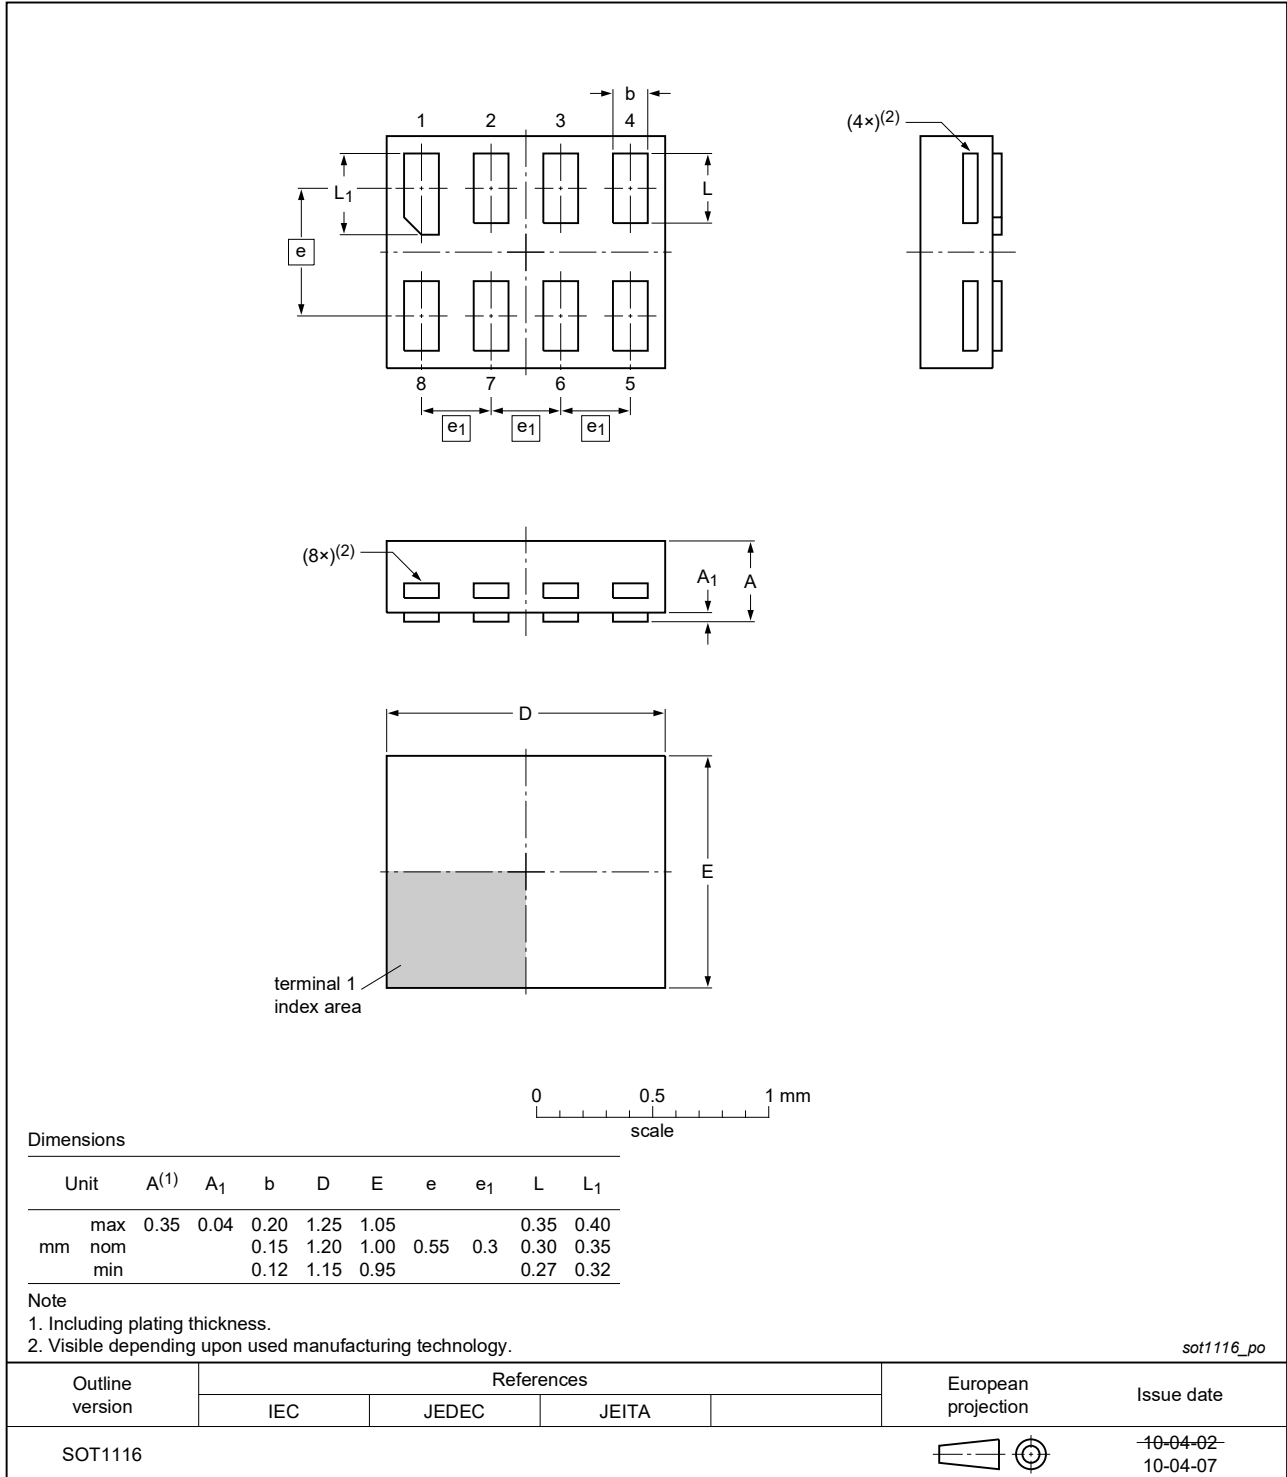 b
1 2 3 4
(4×)(2)
L1
L
e
8 7 6 5
e1 e1 e1
(8×)(2)
A1 A
D
E
terminal 1
index area
0 0.5 1 mm
scale
Dimensions
Unit A(1) A1 b D E e e1 L L1
max 0.35 0.04 0.20 1.25 1.05 0.35 0.40
mm nom 0.15 1.20 1.00 0.55 0.3 0.30 0.35
min 0.12 1.15 0.95 0.27 0.32
Note
1. Including plating thickness.
2. Visible depending upon used manufacturing technology.
sot1116_po
Outline version References European projection Issue date
IEC JEDEC JEITA
SOT1116 10-04-02
10-04-07